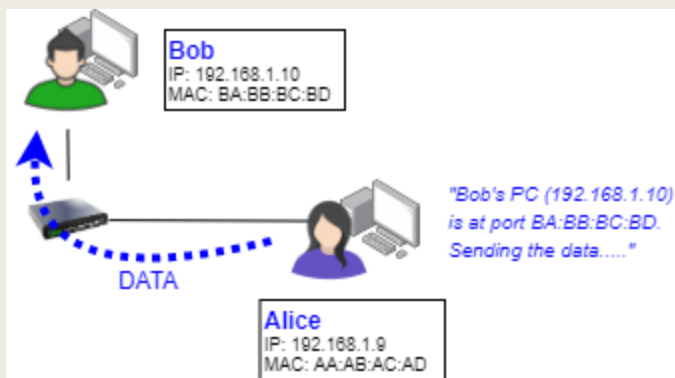 Bob
IP: 192.168.1.10
MAC: BA:BB:BC:BD
"Bob's PC (192.168.1.10)
is at port BA:BB:BC:BD.
Sending the data....."
DATA
Alice
IP: 192.168.1.9
MAC: AA:AB:AC:AD